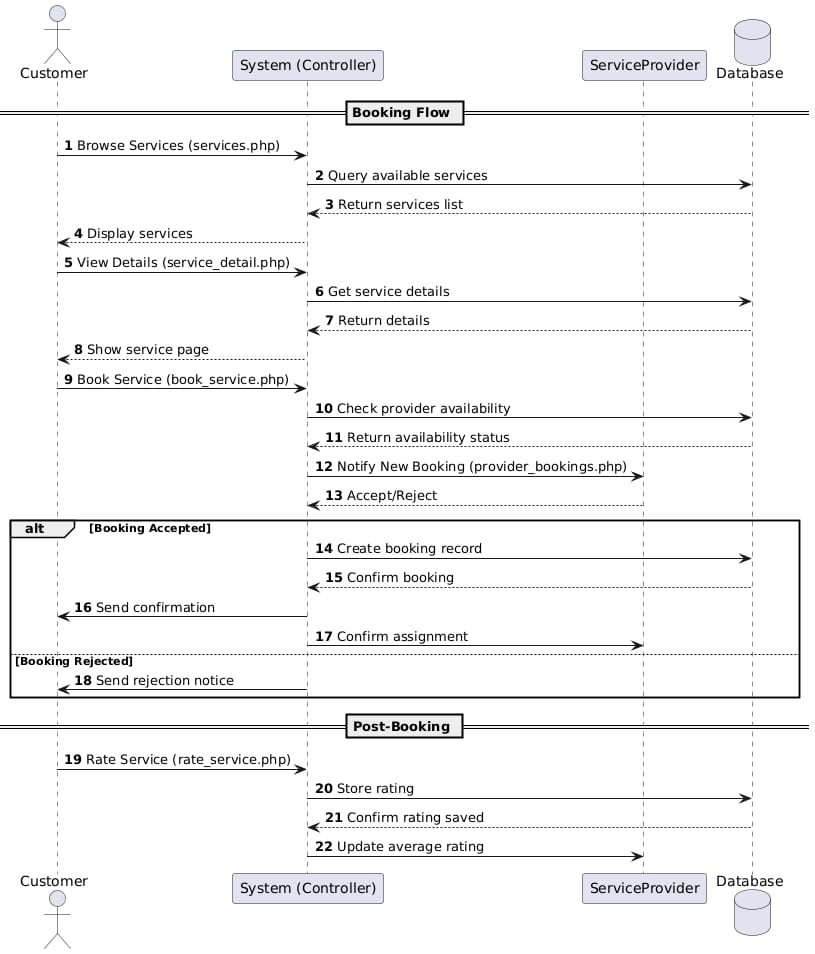 Customer
System (Controller)
ServiceProvider
Database
Booking Flow
1 Browse Services (services.php)
2 Query available services
3 Return services list
4 Display services
5 View Details (service_detail.php)
6 Get service details
7 Return details
8 Show service page
9 Book Service (book_service.php)
10 Check provider availability
11 Return availability status
12 Notify New Booking (provider_bookings.php)
13 Accept/Reject
alt [Booking Accepted]
14 Create booking record
15 Confirm booking
16 Send confirmation
17 Confirm assignment
[Booking Rejected]
18 Send rejection notice
Post-Booking
19 Rate Service (rate_service.php)
20 Store rating
21 Confirm rating saved
22 Update average rating
Customer
System (Controller)
ServiceProvider
Database